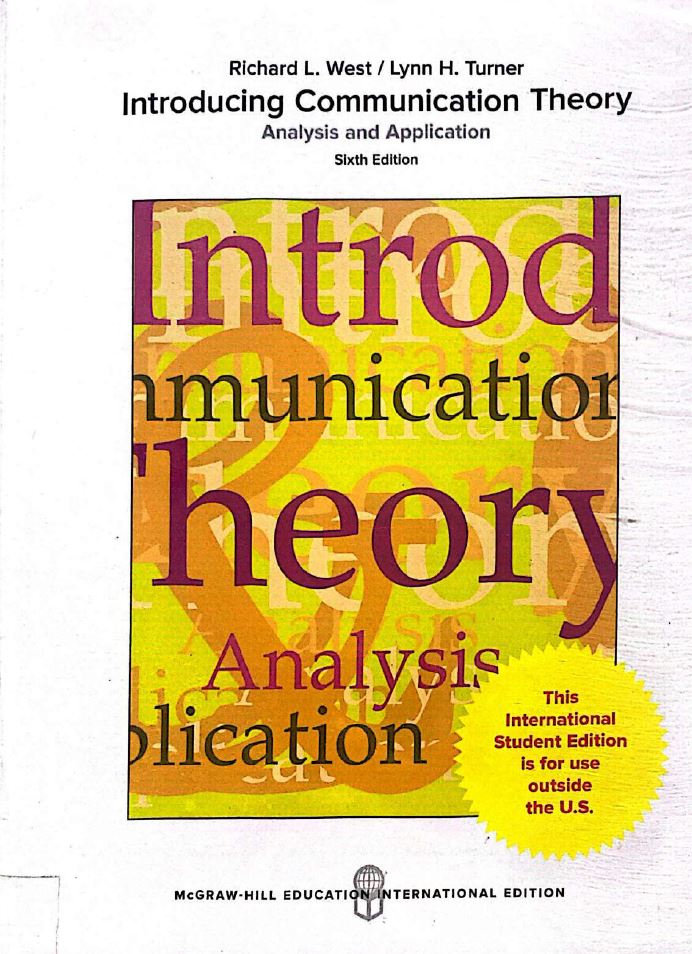 Richard L. West / Lynn H. Turner
Introducing Communication Theory
Analysis and Application
Sixth Edition
Introd
mmunication
Theory
Analysis
plication
This
International
Student Edition
is for use
outside
the U.S.
McGRAW-HILL EDUCATION INTERNATIONAL EDITION